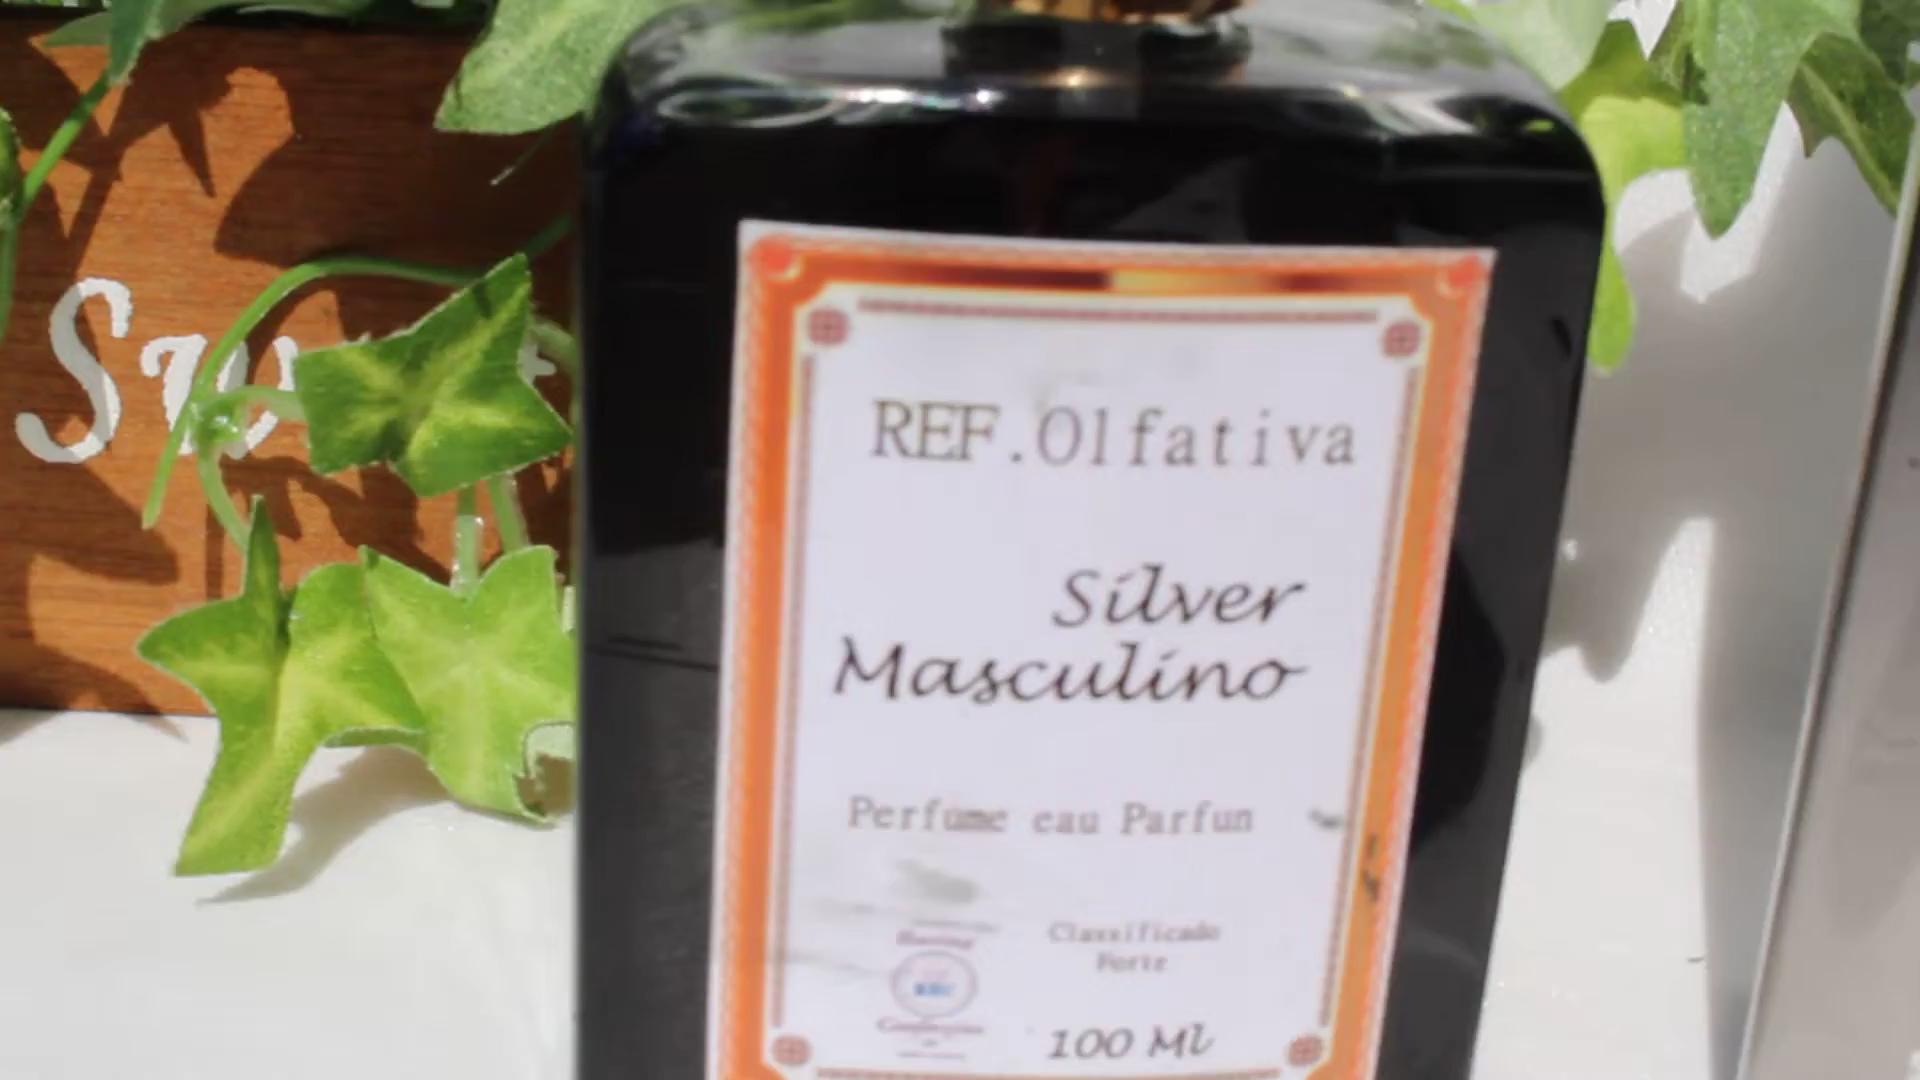 REF.Olfativa
Silver
Masculino
Perfume eau Parfun
Classificado
Forte
100 Ml